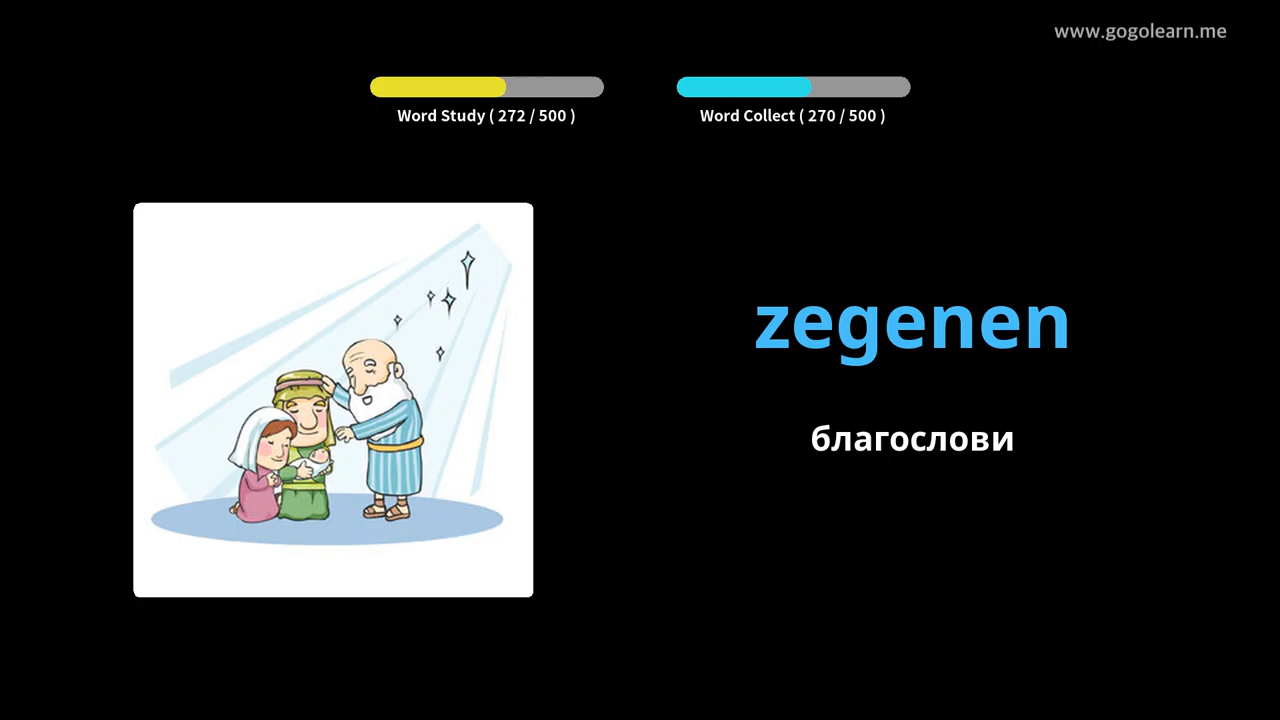 www.gogolearn.me
Word Study ( 272 / 500 )
Word Collect ( 270 / 500 )
zegenen
благослови